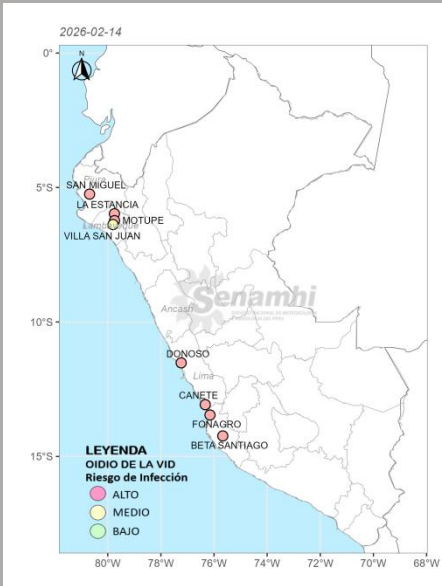 2026-02-14
N
0°
5°S
10°S
15°S
Piura
SAN MIGUEL
LA ESTANCIA
MOTUPE
VILLA SAN JUAN
Senamhi
Ancash
DONOSO
Lima
CAÑETE
FONAGRO
BETA SANTIAGO
LEYENDA
OIDIO DE LA VID
Riesgo de Infección
ALTO
MEDIO
BAJO
80°W 78°W 76°W 74°W 72°W 70°W 68°W